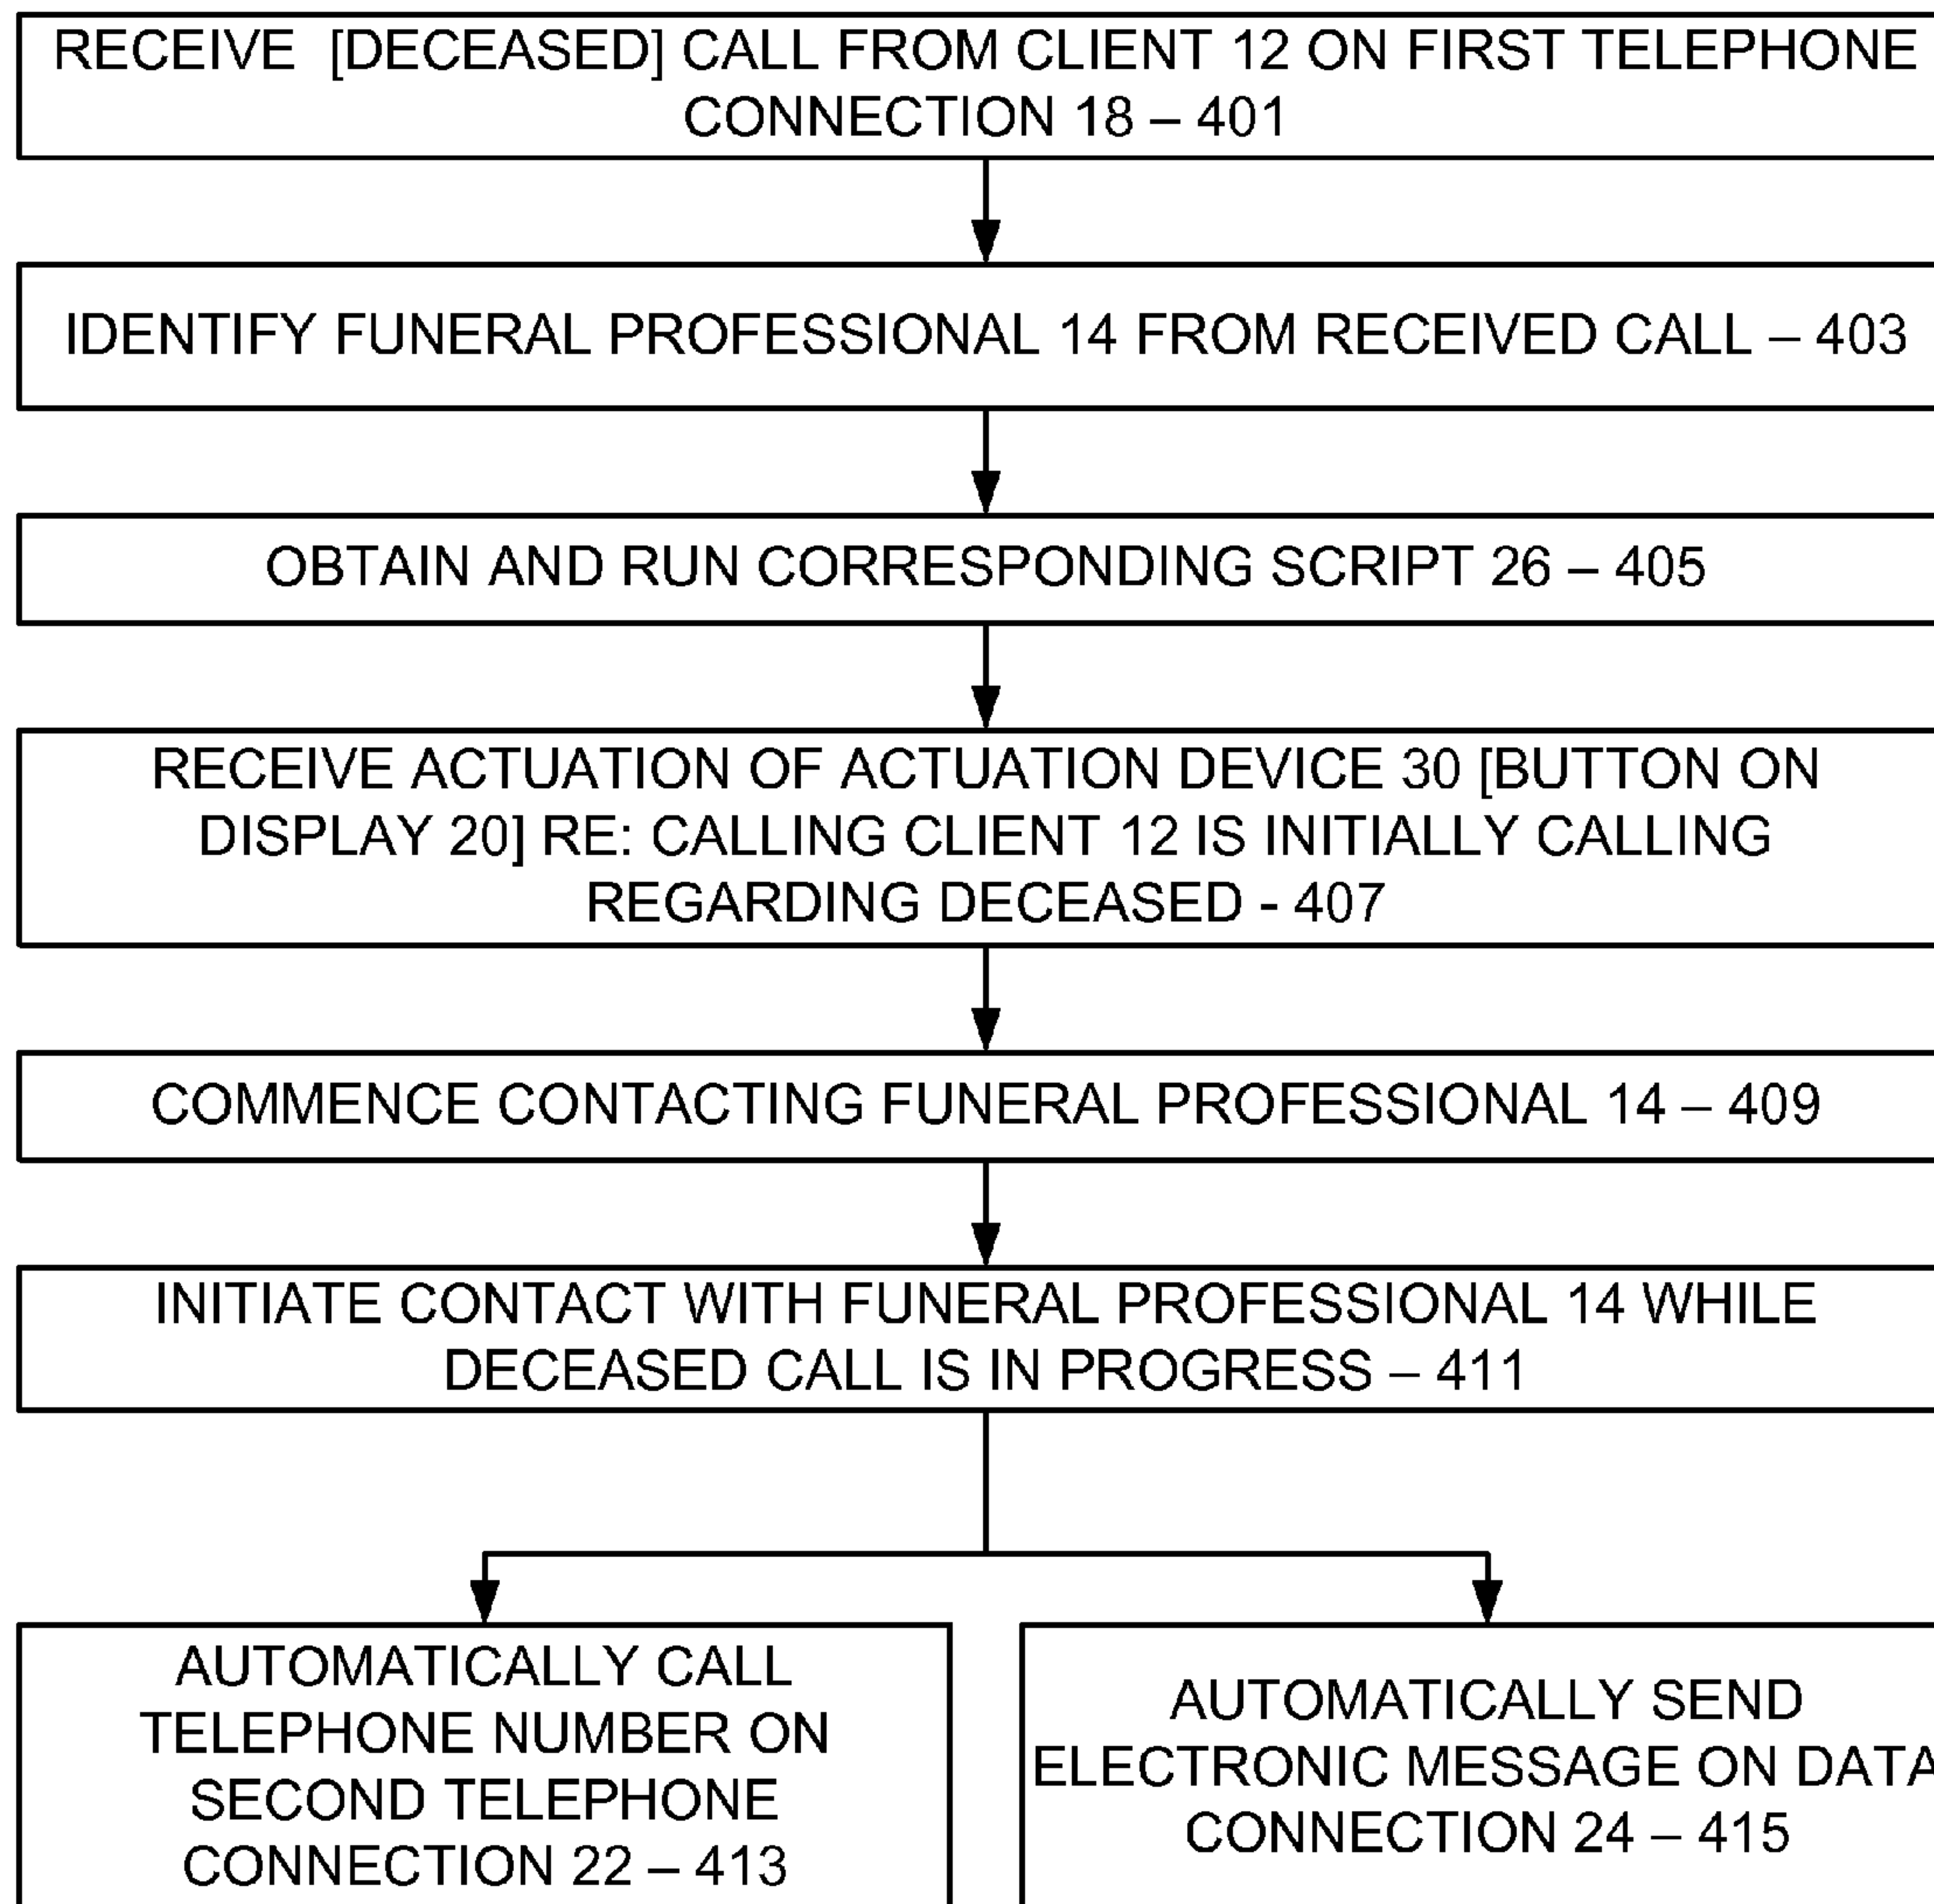 RECEIVE [DECEASED] CALL FROM CLIENT 12 ON FIRST TELEPHONE
CONNECTION 18 – 401
IDENTIFY FUNERAL PROFESSIONAL 14 FROM RECEIVED CALL – 403
OBTAIN AND RUN CORRESPONDING SCRIPT 26 – 405
RECEIVE ACTUATION OF ACTUATION DEVICE 30 [BUTTON ON
DISPLAY 20] RE: CALLING CLIENT 12 IS INITIALLY CALLING
REGARDING DECEASED - 407
COMMENCE CONTACTING FUNERAL PROFESSIONAL 14 – 409
INITIATE CONTACT WITH FUNERAL PROFESSIONAL 14 WHILE
DECEASED CALL IS IN PROGRESS – 411
AUTOMATICALLY CALL
TELEPHONE NUMBER ON
SECOND TELEPHONE
CONNECTION 22 – 413
AUTOMATICALLY SEND
ELECTRONIC MESSAGE ON DATA
CONNECTION 24 – 415